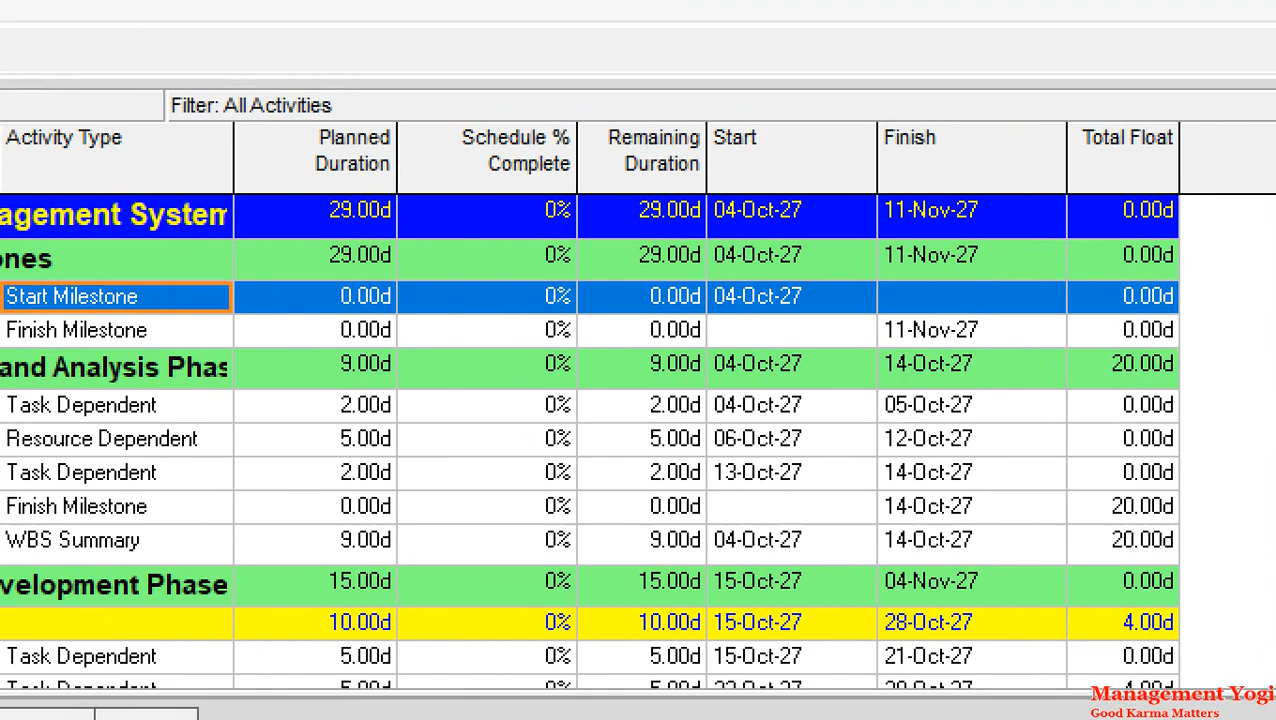 Filter: All Activities
Activity Type Planned Duration Schedule % Complete Remaining Duration Start Finish Total Float
agement System 29.00d 0% 29.00d 04-Oct-27 11-Nov-27 0.00d
ones 29.00d 0% 29.00d 04-Oct-27 11-Nov-27 0.00d
Start Milestone 0.00d 0% 0.00d 04-Oct-27 0.00d
Finish Milestone 0.00d 0% 0.00d 11-Nov-27 0.00d
and Analysis Phas 9.00d 0% 9.00d 04-Oct-27 14-Oct-27 20.00d
Task Dependent 2.00d 0% 2.00d 04-Oct-27 05-Oct-27 0.00d
Resource Dependent 5.00d 0% 5.00d 06-Oct-27 12-Oct-27 0.00d
Task Dependent 2.00d 0% 2.00d 13-Oct-27 14-Oct-27 0.00d
Finish Milestone 0.00d 0% 0.00d 14-Oct-27 20.00d
WBS Summary 9.00d 0% 9.00d 04-Oct-27 14-Oct-27 20.00d
velopment Phase 15.00d 0% 15.00d 15-Oct-27 04-Nov-27 0.00d
10.00d 0% 10.00d 15-Oct-27 28-Oct-27 4.00d
Task Dependent 5.00d 0% 5.00d 15-Oct-27 21-Oct-27 0.00d
Management Yogi
Good Karma Matters